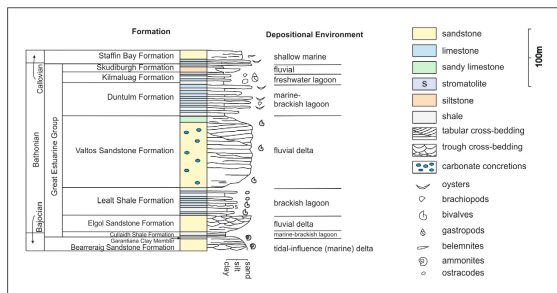 Formation
Depositional Environment
Callovian
Bathonian
Bajocian
Great Estuarine Group
Staffin Bay Formation
shallow marine
Skudiburgh Formation
fluvial
Kilmaluag Formation
freshwater lagoon
Duntulm Formation
marine-
brackish lagoon
Valtos Sandstone Formation
fluvial delta
Lealt Shale Formation
brackish lagoon
Elgol Sandstone Formation
fluvial delta
Cullaidh Shale Formation
marine-brackish lagoon
Garantiana Clay Member
Bearreraig Sandstone Formation
tidal-influence (marine) delta
clay
silt
sand
sandstone
limestone
sandy limestone
S stromatolite
siltstone
shale
tabular cross-bedding
trough cross-bedding
carbonate concretions
oysters
brachiopods
bivalves
gastropods
belemnites
ammonites
ostracodes
100m